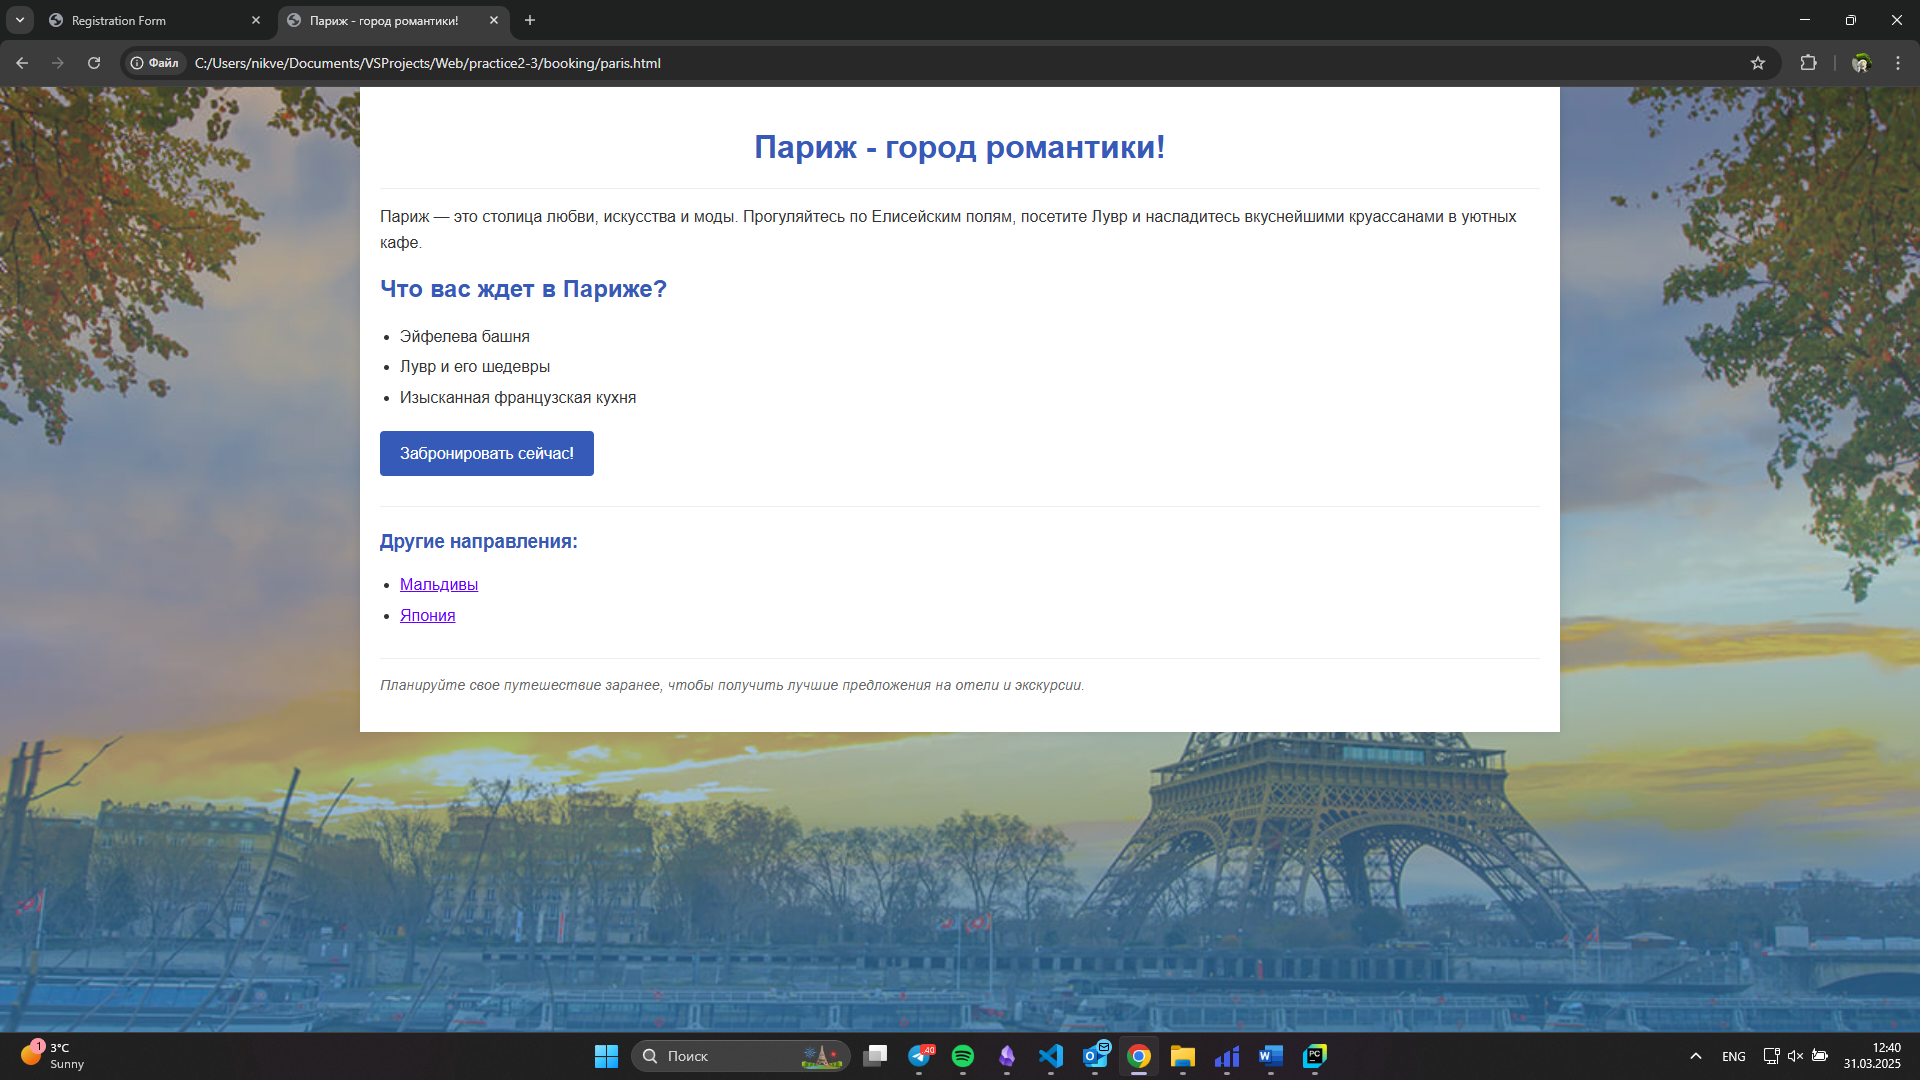 Registration Form
Париж - город романтики!
Файл
C:/Users/nikve/Documents/VSProjects/Web/practice2-3/booking/paris.html
Париж - город романтики!
Париж — это столица любви, искусства и моды. Прогуляйтесь по Елисейским полям, посетите Лувр и насладитесь вкуснейшими круассанами в уютных
кафе.
Что вас ждет в Париже?
• Эйфелева башня
• Лувр и его шедевры
• Изысканная французская кухня
Забронировать сейчас!
Другие направления:
• Мальдивы
• Япония
Планируйте свое путешествие заранее, чтобы получить лучшие предложения на отели и экскурсии.
1
3°C
Sunny
Поиск
40
ENG
12:40
31.03.2025